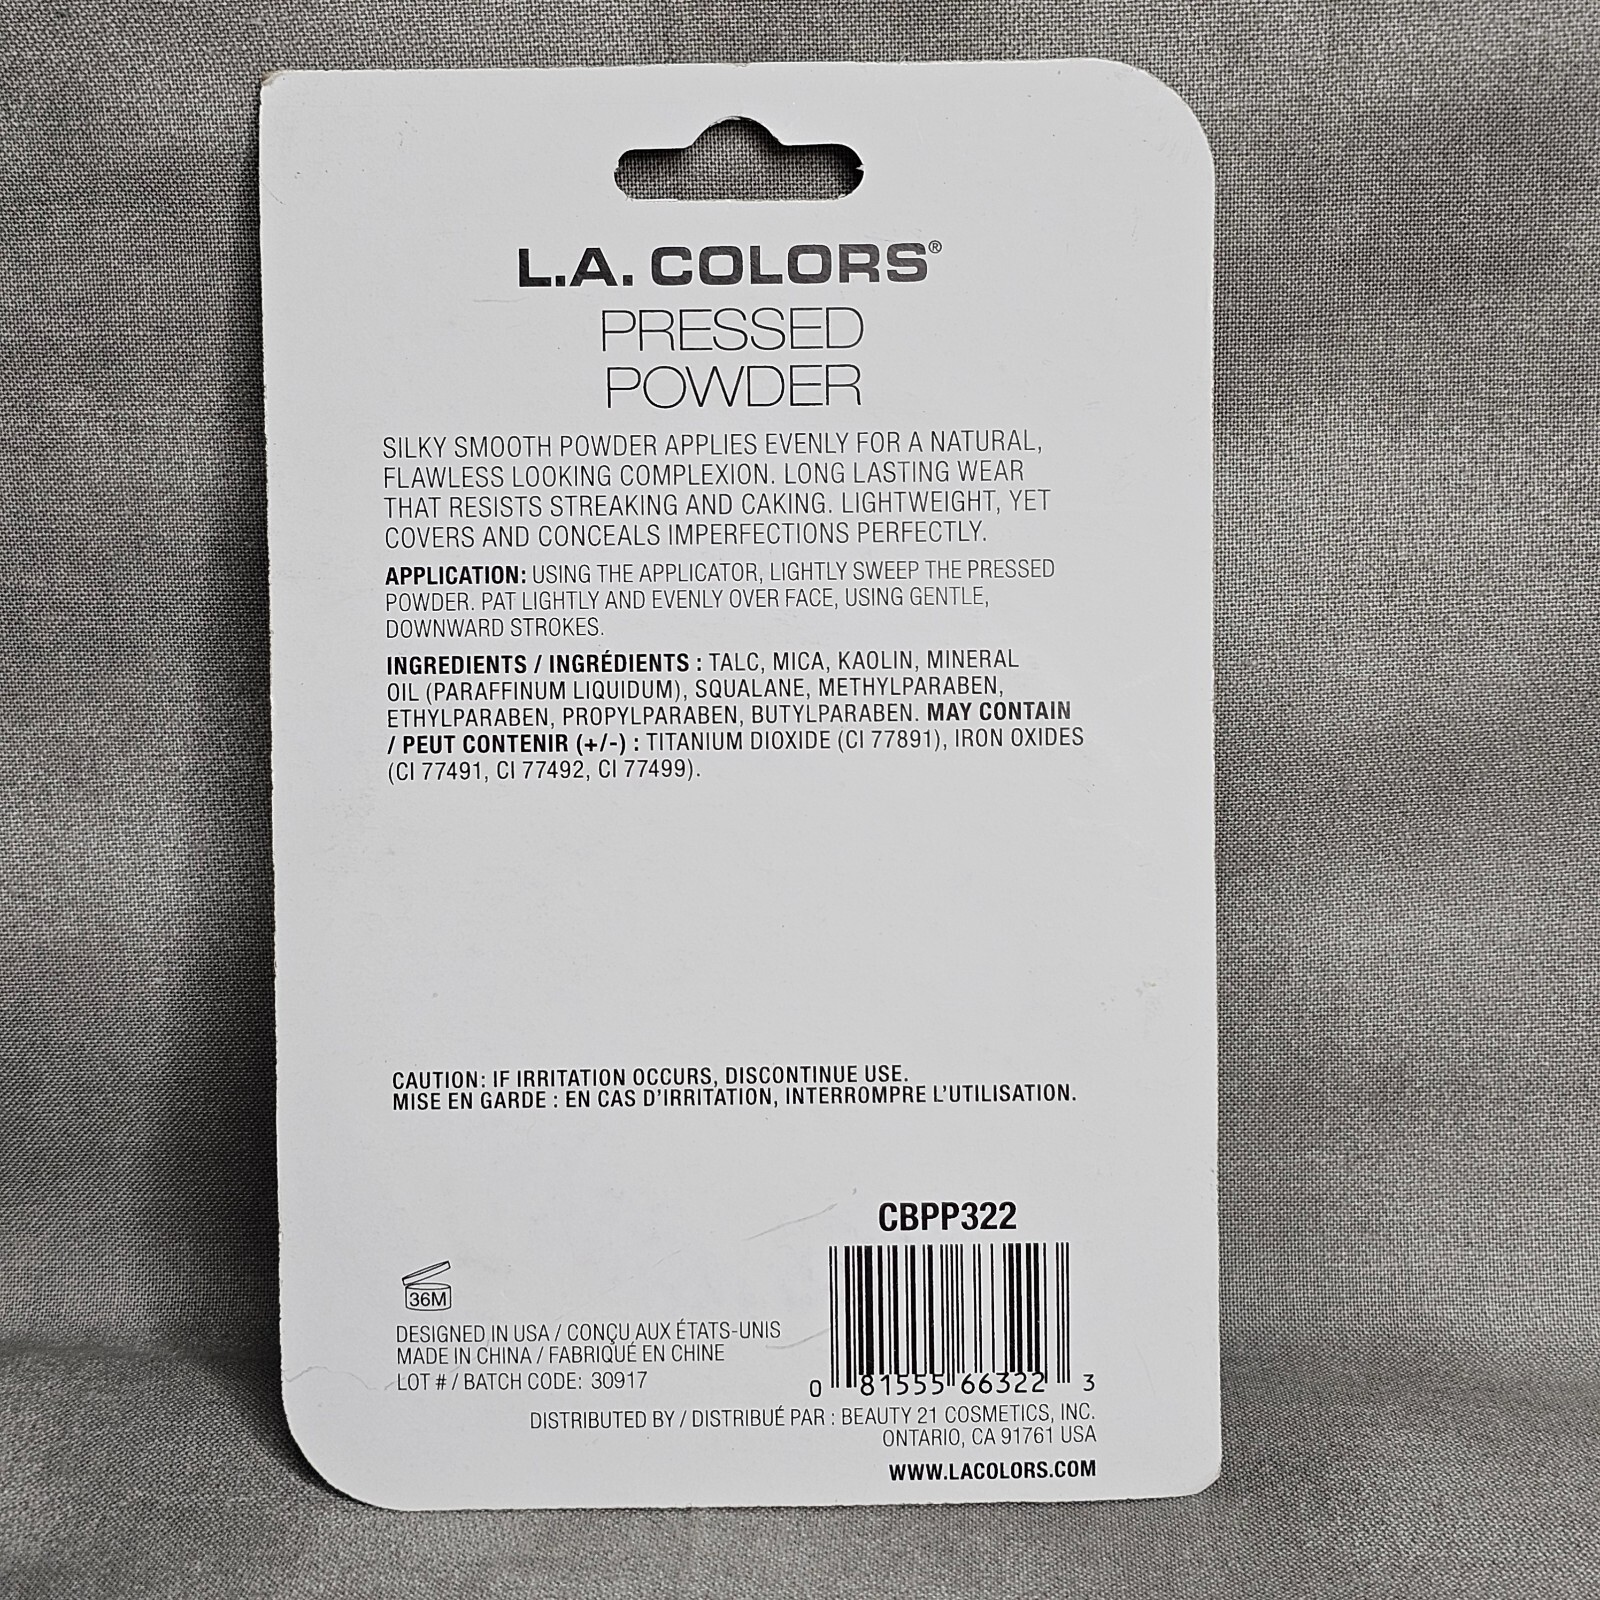 L.A. COLORS®
PRESSED
POWDER
SILKY SMOOTH POWDER APPLIES EVENLY FOR A NATURAL,
FLAWLESS LOOKING COMPLEXION. LONG LASTING WEAR
THAT RESISTS STREAKING AND CAKING. LIGHTWEIGHT, YET
COVERS AND CONCEALS IMPERFECTIONS PERFECTLY.
APPLICATION: USING THE APPLICATOR, LIGHTLY SWEEP THE PRESSED
POWDER. PAT LIGHTLY AND EVENLY OVER FACE, USING GENTLE,
DOWNWARD STROKES.
INGREDIENTS / INGRÉDIENTS : TALC, MICA, KAOLIN, MINERAL
OIL (PARAFFINUM LIQUIDUM), SQUALANE, METHYLPARABEN,
ETHYLPARABEN, PROPYLPARABEN, BUTYLPARABEN. MAY CONTAIN
/ PEUT CONTENIR (+/-) : TITANIUM DIOXIDE (CI 77891), IRON OXIDES
(CI 77491, CI 77492, CI 77499).
CAUTION: IF IRRITATION OCCURS, DISCONTINUE USE.
MISE EN GARDE : EN CAS D'IRRITATION, INTERROMPRE L'UTILISATION.
CBPP322
36M
DESIGNED IN USA / CONÇU AUX ÉTATS-UNIS
MADE IN CHINA / FABRIQUÉ EN CHINE
LOT # / BATCH CODE: 30917
0 81555 66322 3
DISTRIBUTED BY / DISTRIBUÉ PAR : BEAUTY 21 COSMETICS, INC.
ONTARIO, CA 91761 USA
WWW.LACOLORS.COM